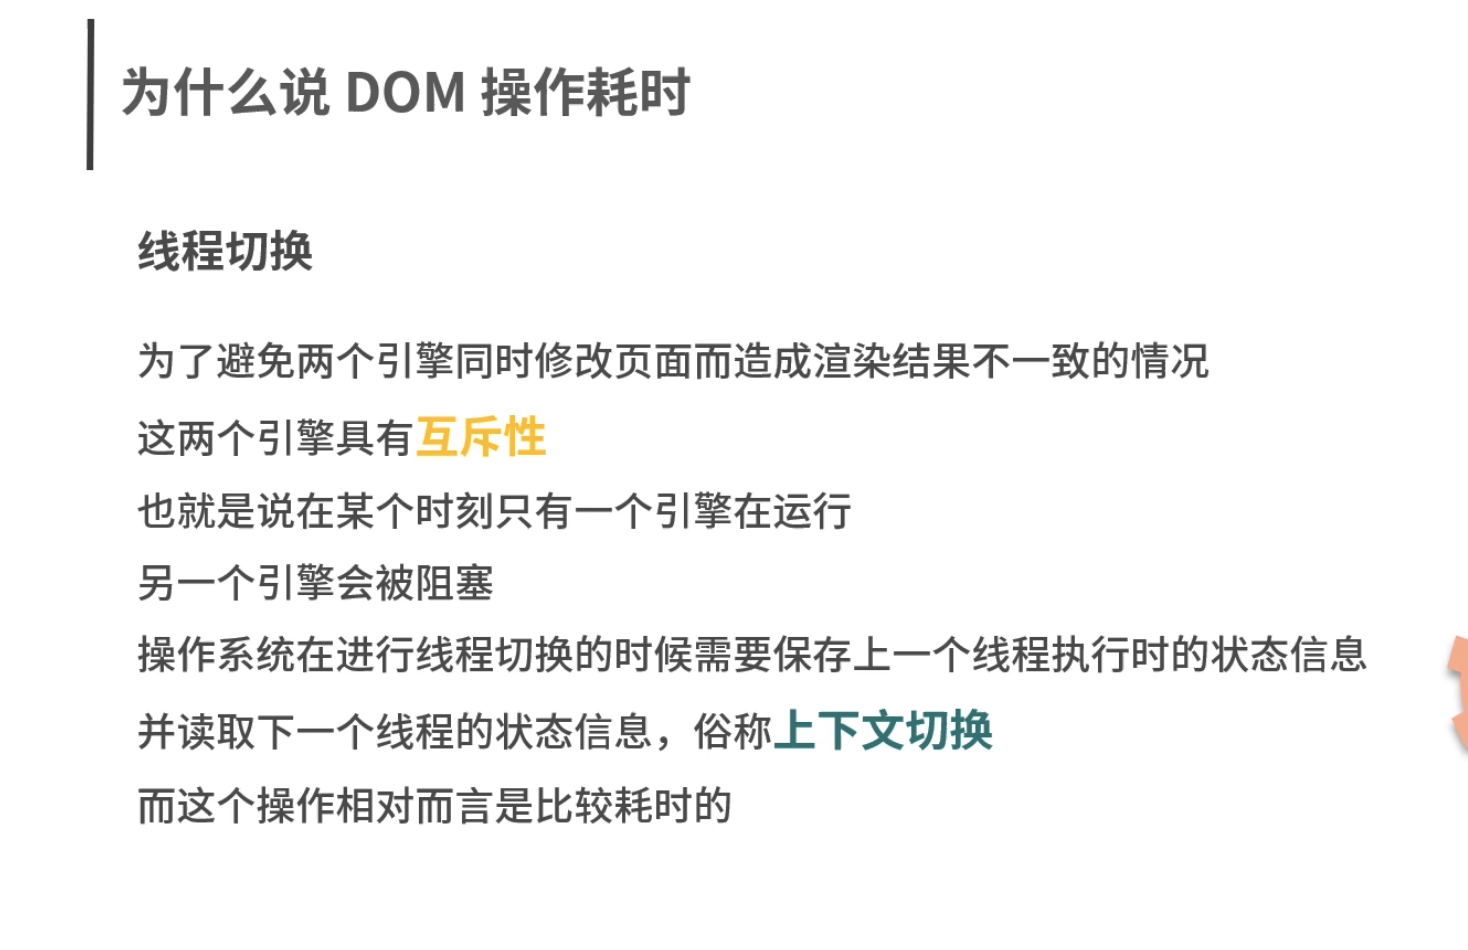 为什么说 DOM 操作耗时
线程切换
为了避免两个引擎同时修改页面而造成渲染结果不一致的情况
这两个引擎具有互斥性
也就是说在某个时刻只有一个引擎在运行
另一个引擎会被阻塞
操作系统在进行线程切换的时候需要保存上一个线程执行时的状态信息
并读取下一个线程的状态信息，俗称上下文切换
而这个操作相对而言是比较耗时的